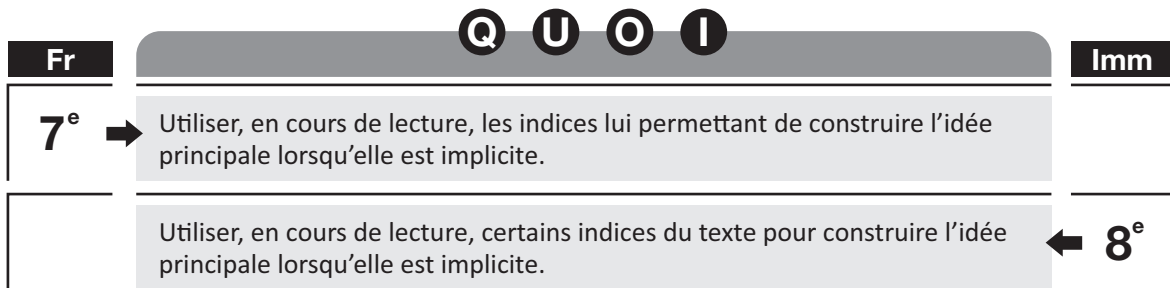 Q U O I
Fr
Imm
7e
Utiliser, en cours de lecture, les indices lui permettant de construire l’idée
principale lorsqu’elle est implicite.
Utiliser, en cours de lecture, certains indices du texte pour construire l’idée
principale lorsqu’elle est implicite.
8e